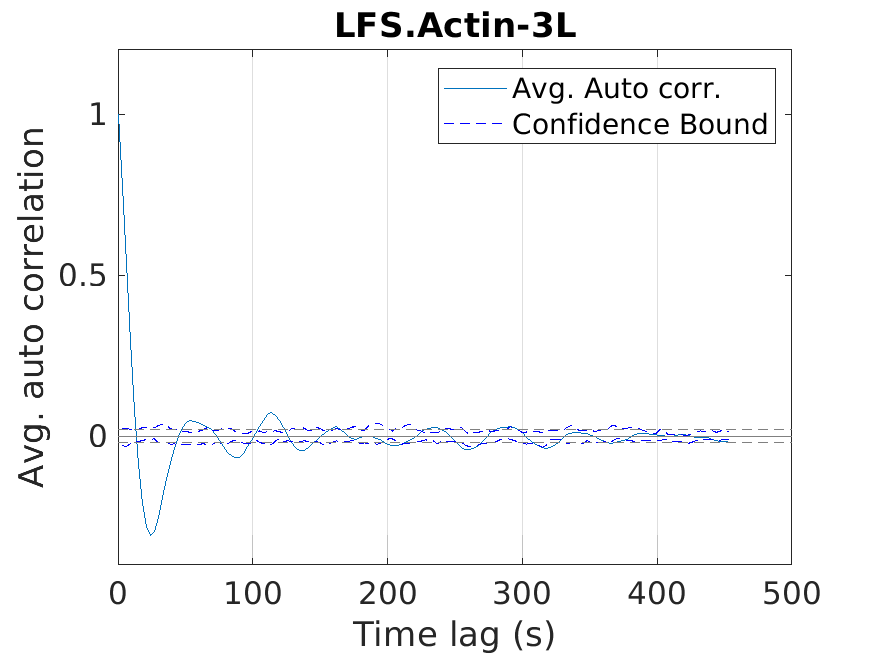 LFS.Actin-3L
Avg. Auto corr.
Confidence Bound
Avg. auto correlation
1
0.5
0
0 100 200 300 400 500
Time lag (s)